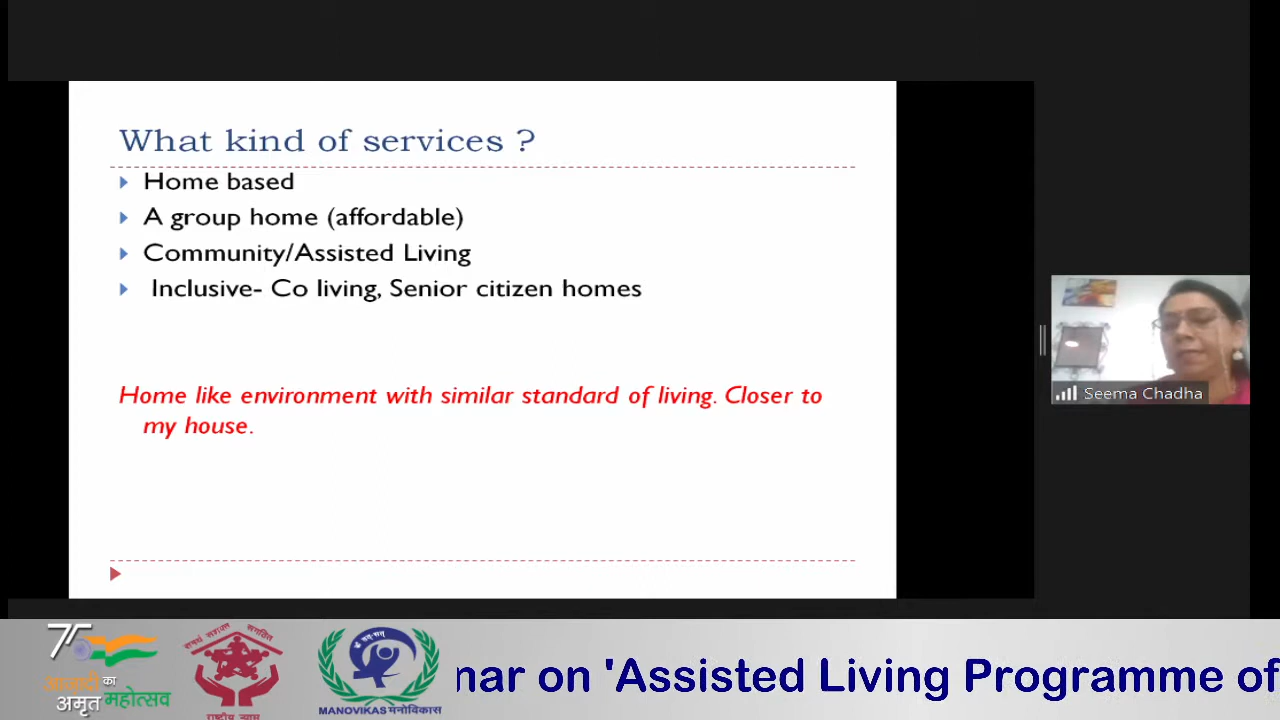 What kind of services ?
Home based
A group home (affordable)
Community/Assisted Living
Inclusive- Co living, Senior citizen homes
Home like environment with similar standard of living. Closer to
my house.
Seema Chadha
75
आज़ादी का
अमृत महोत्सव
राष्ट्रीय न्यास
MANOVIKAS मनोविकास
nar on 'Assisted Living Programme of